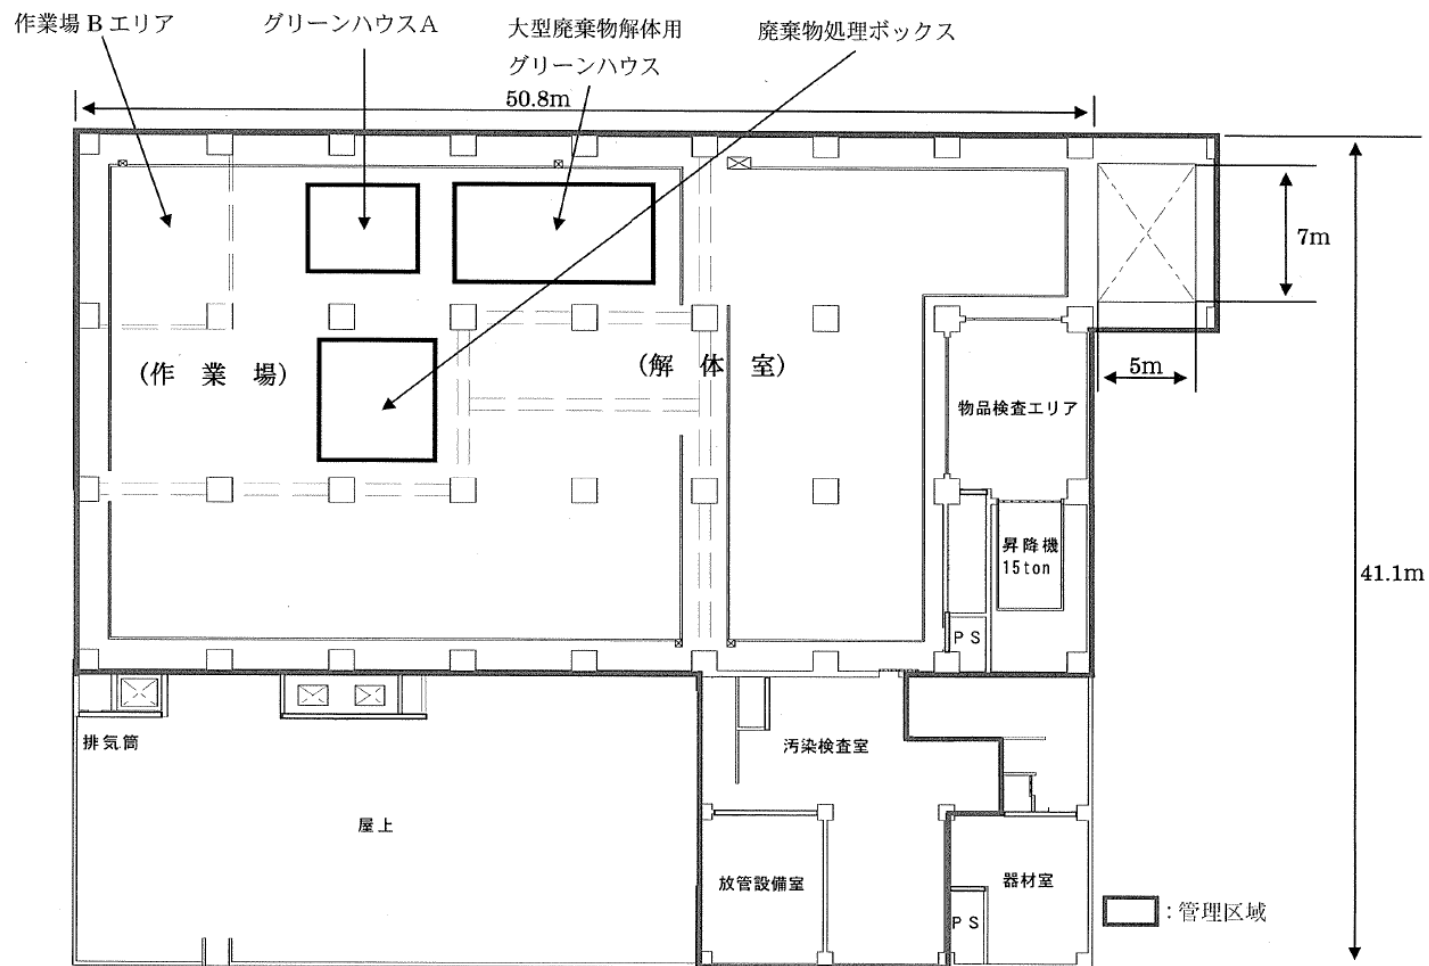 作業場 B エリア
グリーンハウスA
大型廃棄物解体用
グリーンハウス
廃棄物処理ボックス
50.8m
7m
(作 業 場)
(解 体 室)
5m
物品検査エリア
昇降機
15ton
41.1m
PS
排気筒
汚染検査室
屋上
放管設備室
器材室
PS
:管理区域